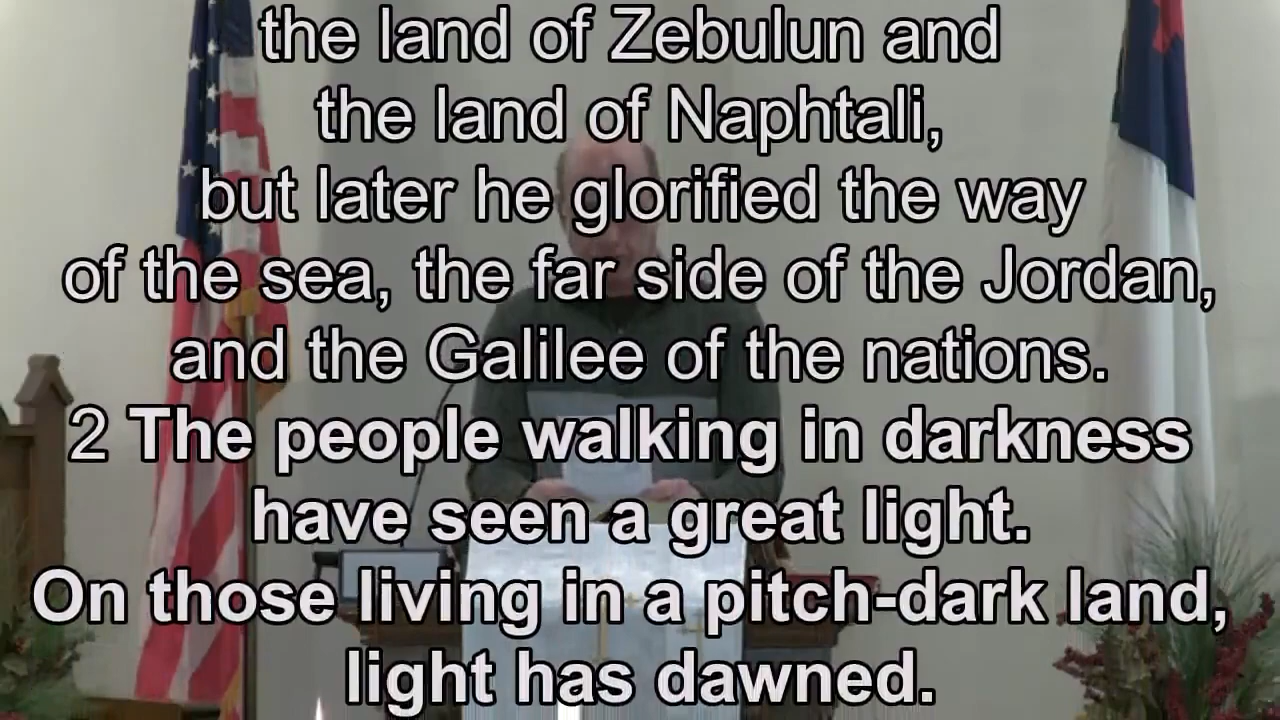 the land of Zebulun and
the land of Naphtali,
but later he glorified the way
of the sea, the far side of the Jordan,
and the Galilee of the nations.
2 The people walking in darkness
have seen a great light.
On those living in a pitch-dark land,
light has dawned.